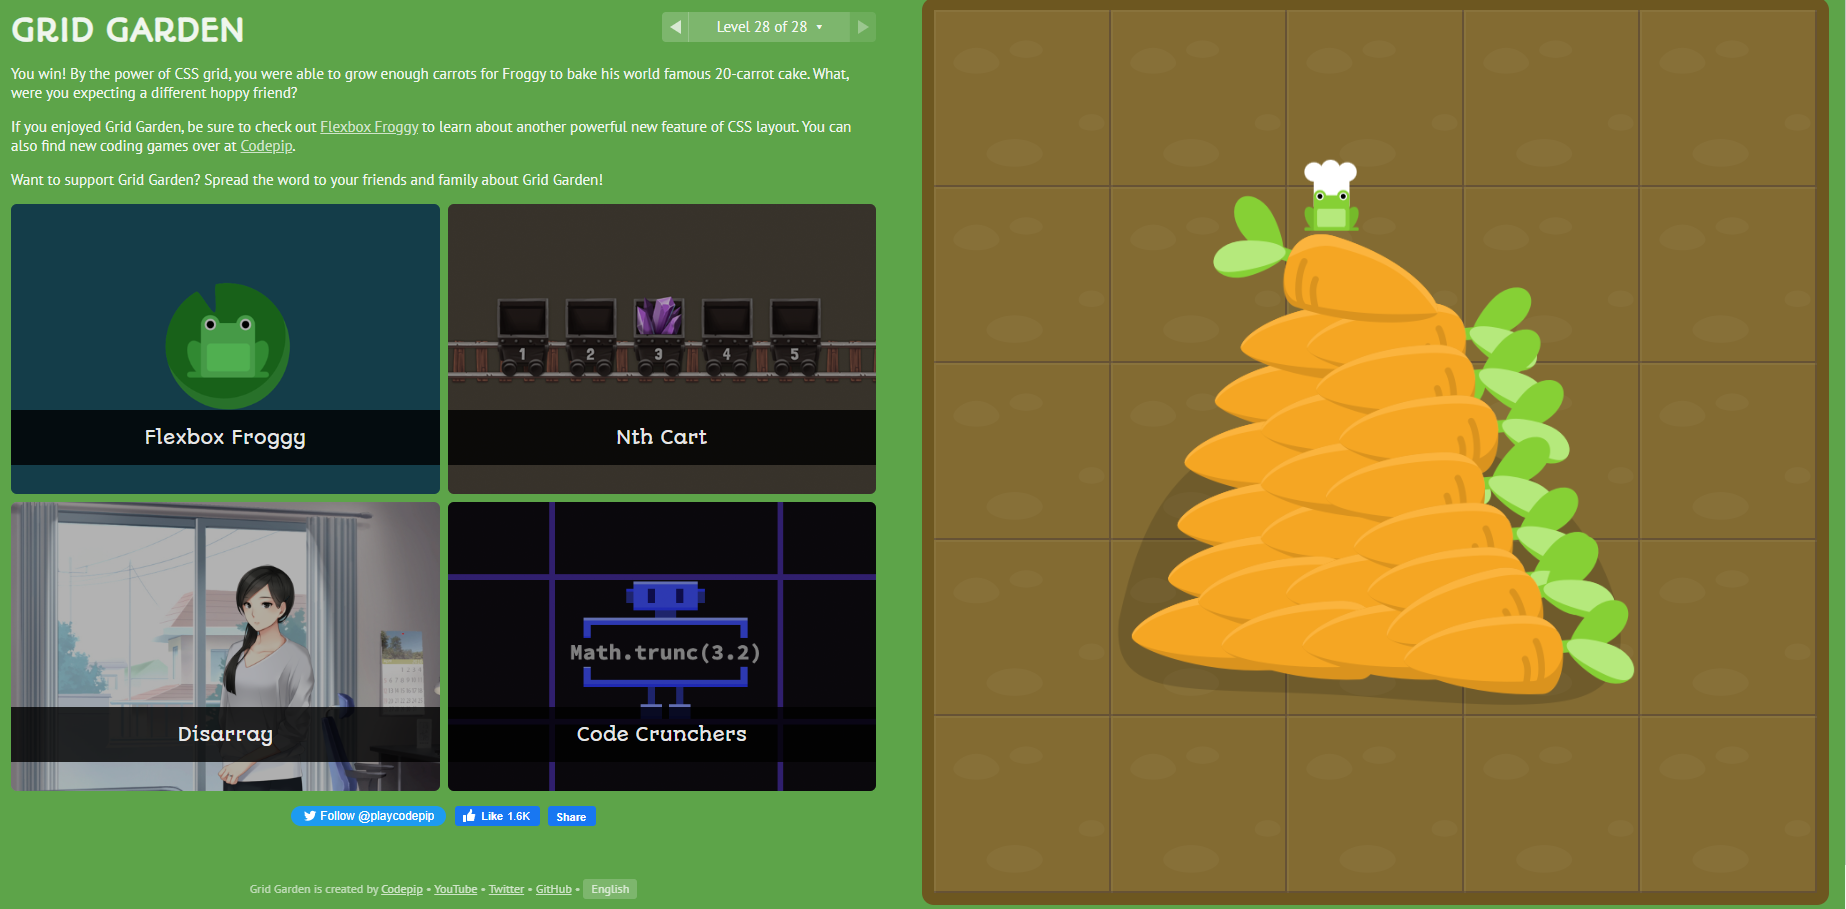 GRID GARDEN
Level 28 of 28
You win! By the power of CSS grid, you were able to grow enough carrots for Froggy to bake his world famous 20-carrot cake. What,
were you expecting a different hoppy friend?
If you enjoyed Grid Garden, be sure to check out Flexbox Froggy to learn about another powerful new feature of CSS layout. You can
also find new coding games over at Codepip.
Want to support Grid Garden? Spread the word to your friends and family about Grid Garden!
1 2 3 4 5
Flexbox Froggy
Nth Cart
Math.trunc(3.2)
Disarray
Code Crunchers
Follow @playcodepip
Like 1.6K
Share
Grid Garden is created by Codepip • YouTube • Twitter • GitHub • English